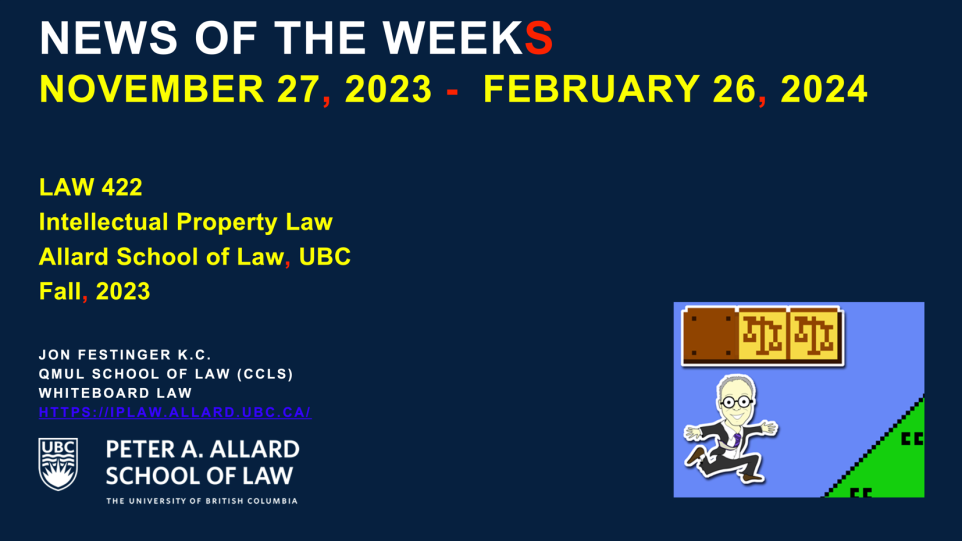 NEWS OF THE WEEKS
NOVEMBER 27, 2023 - FEBRUARY 26, 2024
LAW 422
Intellectual Property Law
Allard School of Law, UBC
Fall, 2023
JON FESTINGER K.C.
QMUL SCHOOL OF LAW (CCLS)
WHITEBOARD LAW
HTTPS://IPLAW.ALLARD.UBC.CA/
UBC
PETER A. ALLARD
SCHOOL OF LAW
THE UNIVERSITY OF BRITISH COLUMBIA